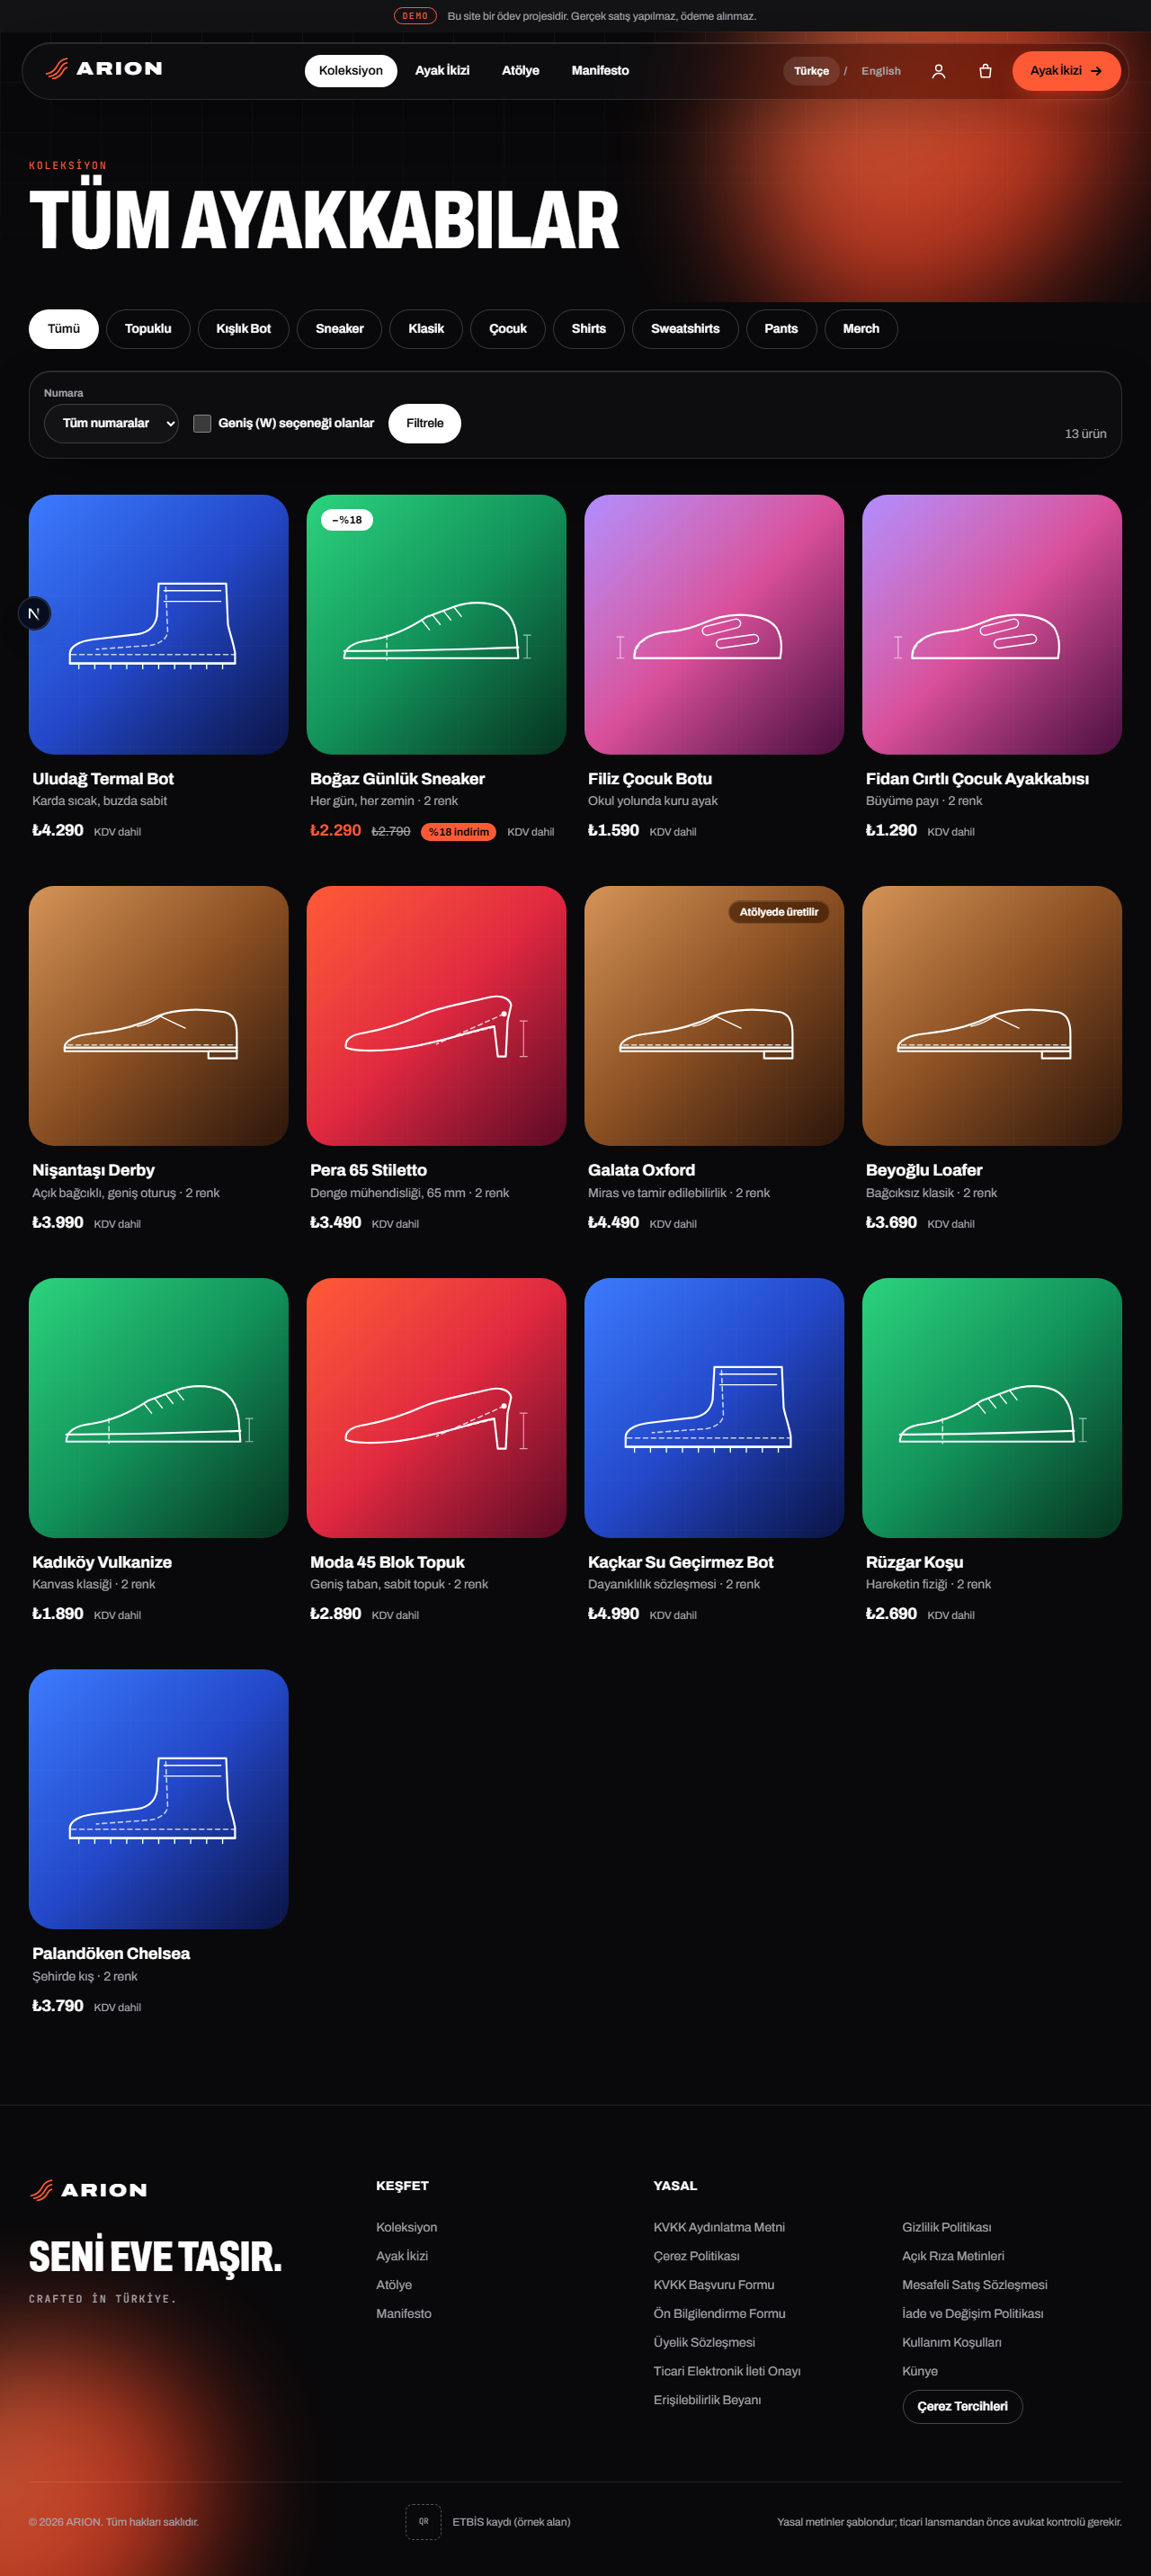 DEMO Bu site bir ödev projesidir. Gerçek satış yapılmaz, ödeme alınmaz.
ARION Koleksiyon Ayak İkizi Atölye Manifesto Türkçe / English Ayak İkizi →
KOLEKSİYON
TÜM AYAKKABILAR
Tümü Topuklu Kışlık Bot Sneaker Klasik Çocuk Shirts Sweatshirts Pants Merch
Numara
Tüm numaralar Geniş (W) seçeneği olanlar Filtrele 13 ürün
N
–%18
Uludağ Termal Bot
Karda sıcak, buzda sabit
₺4.290 KDV dahil
Boğaz Günlük Sneaker
Her gün, her zemin · 2 renk
₺2.290 ₺2.790 %18 indirim KDV dahil
Filiz Çocuk Botu
Okul yolunda kuru ayak
₺1.590 KDV dahil
Fidan Cırtlı Çocuk Ayakkabısı
Büyüme payı · 2 renk
₺1.290 KDV dahil
Atölyede üretilir
Nişantaşı Derby
Açık bağcıklı, geniş oturuş · 2 renk
₺3.990 KDV dahil
Pera 65 Stiletto
Denge mühendisliği, 65 mm · 2 renk
₺3.490 KDV dahil
Galata Oxford
Miras ve tamir edilebilirlik · 2 renk
₺4.490 KDV dahil
Beyoğlu Loafer
Bağcıksız klasik · 2 renk
₺3.690 KDV dahil
Kadıköy Vulkanize
Kanvas klasiği · 2 renk
₺1.890 KDV dahil
Moda 45 Blok Topuk
Geniş taban, sabit topuk · 2 renk
₺2.890 KDV dahil
Kaçkar Su Geçirmez Bot
Dayanıklılık sözleşmesi · 2 renk
₺4.990 KDV dahil
Rüzgar Koşu
Hareketin fiziği · 2 renk
₺2.690 KDV dahil
Palandöken Chelsea
Şehirde kış · 2 renk
₺3.790 KDV dahil
ARION
SENİ EVE TAŞIR.
CRAFTED İN TÜRKİYE.
KEŞFET
Koleksiyon
Ayak İkizi
Atölye
Manifesto
YASAL
KVKK Aydınlatma Metni
Çerez Politikası
KVKK Başvuru Formu
Ön Bilgilendirme Formu
Üyelik Sözleşmesi
Ticari Elektronik İleti Onayı
Erişilebilirlik Beyanı
Gizlilik Politikası
Açık Rıza Metinleri
Mesafeli Satış Sözleşmesi
İade ve Değişim Politikası
Kullanım Koşulları
Künye
Çerez Tercihleri
© 2026 ARION. Tüm hakları saklıdır.
QR ETBİS kaydı (örnek alan)
Yasal metinler şablondur; ticari lansmandan önce avukat kontrolü gerekir.